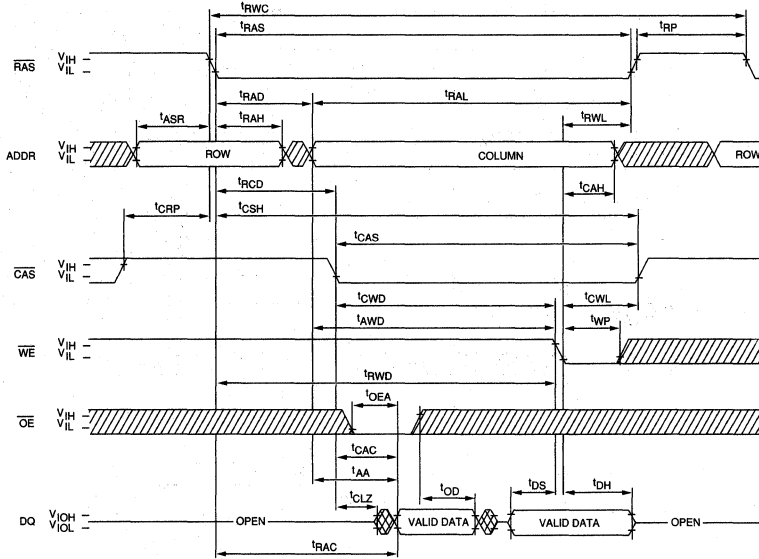 tRWC
tRAS
tRP
RAS
VIH
VIL
tRAD
tRAL
tASR
tRAH
tRWL
ADDR
VIH
VIL
ROW
COLUMN
ROW
tRCD
tCAH
tCRP
tCSH
tCAS
CAS
VIH
VIL
tCWD
tCWL
tAWD
tWP
WE
VIH
VIL
tRWD
tOEA
OE
VIH
VIL
tCAC
tAA
tOD
tDS
tDH
tCLZ
DQ
VIOH
VIOL
OPEN
VALID DATA
VALID DATA
OPEN
tRAC